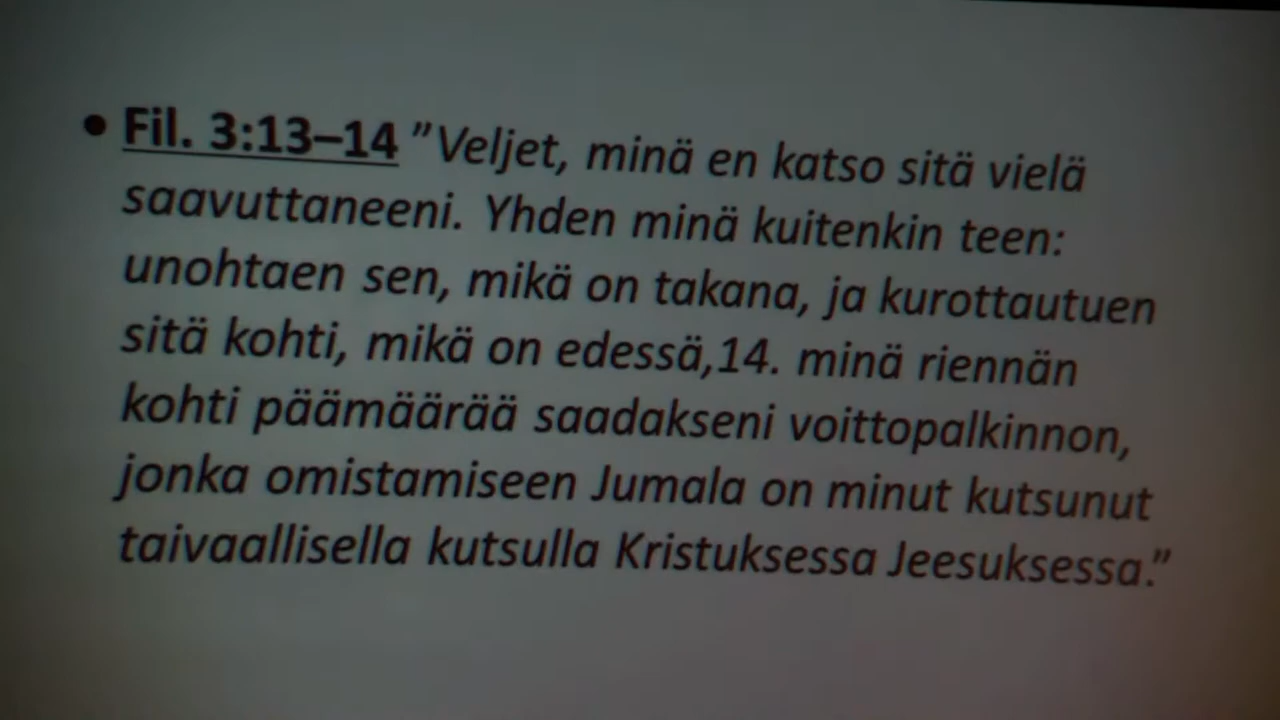 • Fil. 3:13–14 ”Veljet, minä en katso sitä vielä
saavuttaneeni. Yhden minä kuitenkin teen:
unohtaen sen, mikä on takana, ja kurottautuen
sitä kohti, mikä on edessä,14. minä riennän
kohti päämäärää saadakseni voittopalkinnon,
jonka omistamiseen Jumala on minut kutsunut
taivaallisella kutsulla Kristuksessa Jeesuksessa.”